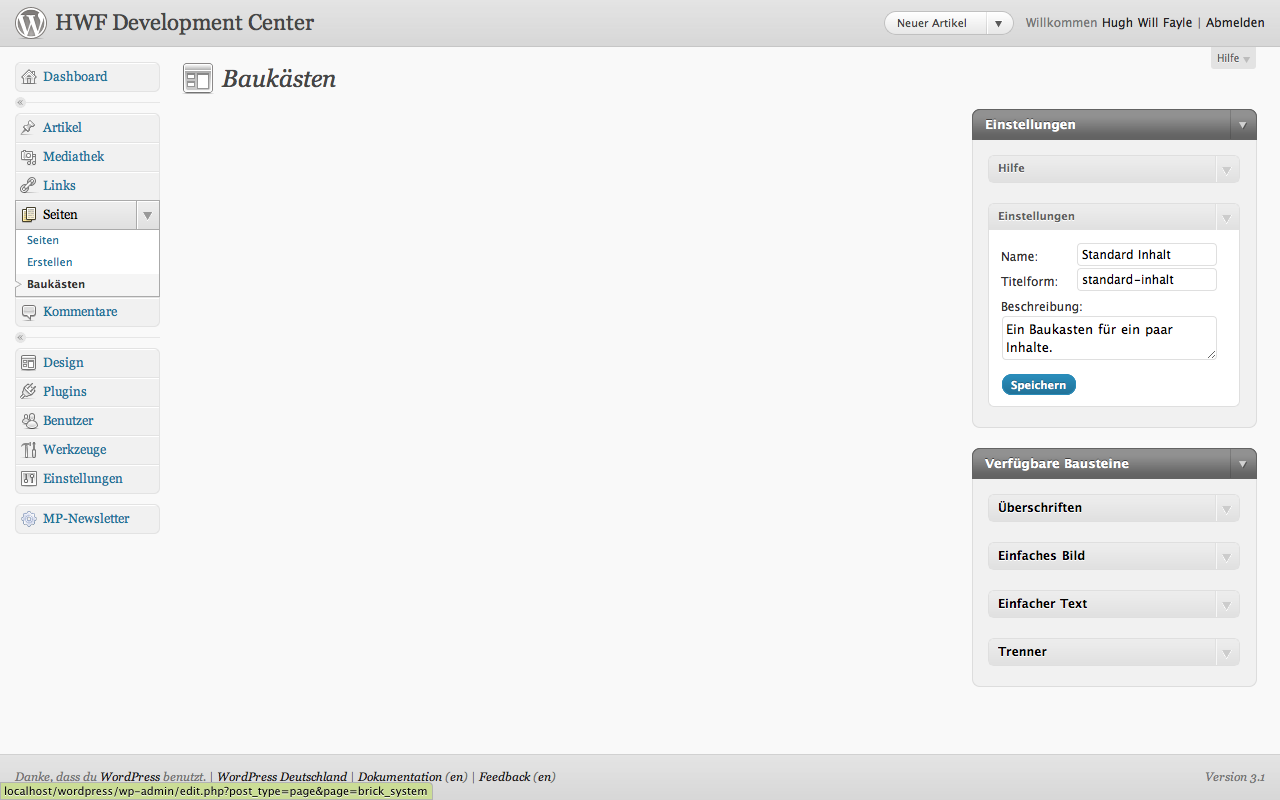 HWF Development Center
Neuer Artikel
Willkommen Hugh Will Fayle | Abmelden
Hilfe
Dashboard
Artikel
Mediathek
Links
Seiten
Seiten
Erstellen
Baukästen
Kommentare
Design
Plugins
Benutzer
Werkzeuge
Einstellungen
MP-Newsletter
Baukästen
Einstellungen
Hilfe
Einstellungen
Name: Standard Inhalt
Titelform: standard-inhalt
Beschreibung:
Ein Baukasten für ein paar
Inhalte.
Speichern
Verfügbare Bausteine
Überschriften
Einfaches Bild
Einfacher Text
Trenner
Danke, dass du WordPress benutzt. | WordPress Deutschland | Dokumentation (en) | Feedback (en)
Version 3.1
localhost/wordpress/wp-admin/edit.php?post_type=page&page=brick_system